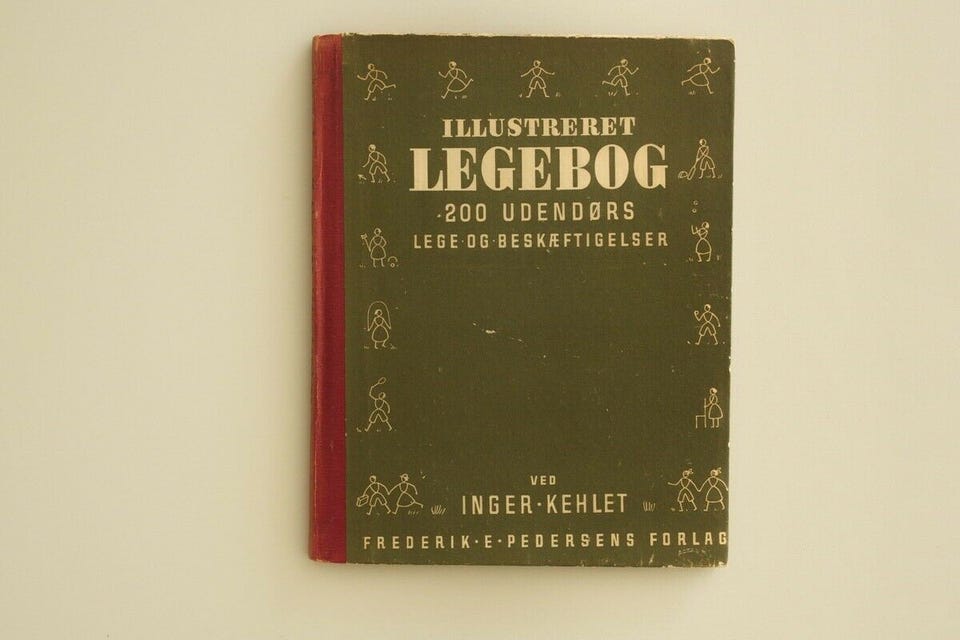 ILLUSTRERET
LEGEBOG
200 UDENDØRS
LEGE·OG·BESKÆFTIGELSER
VED
INGER·KEHLET
FREDERIK·E·PEDERSENS FORLAG